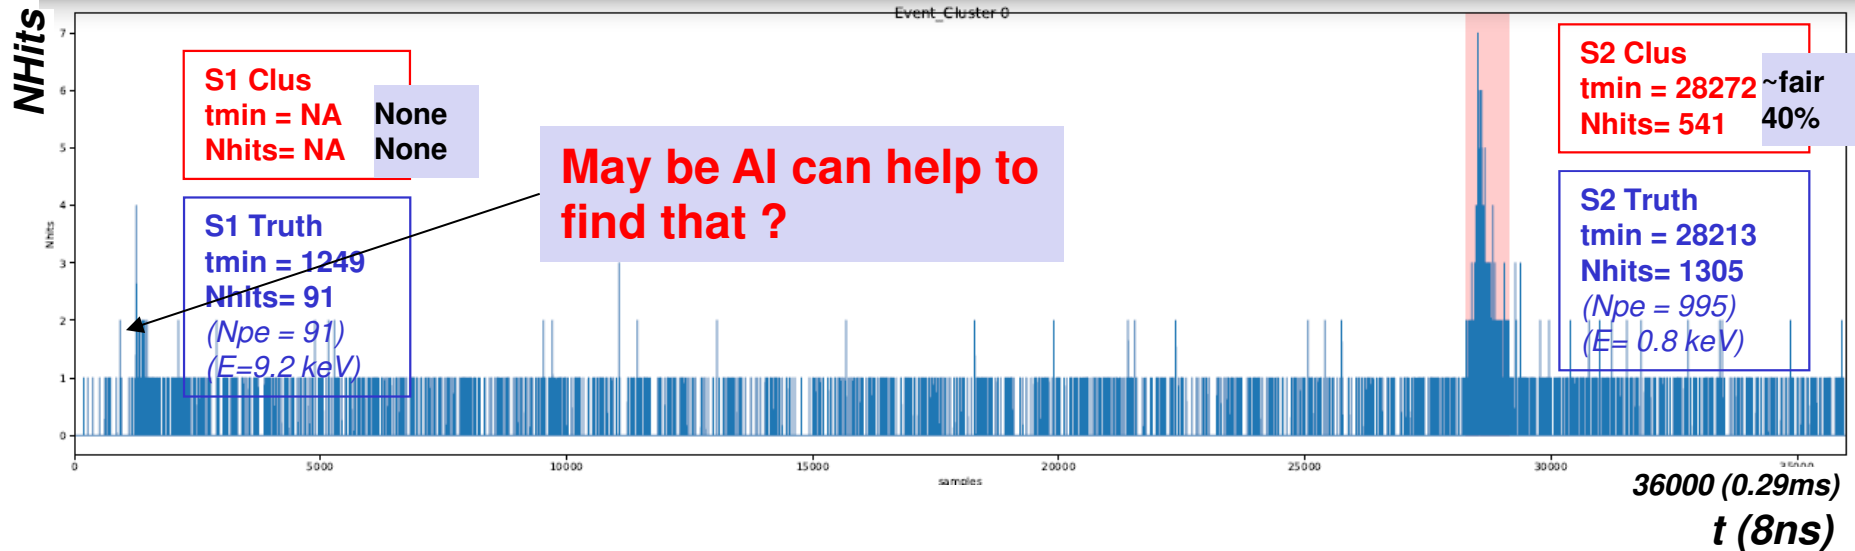 Event_Cluster 0
NHits
7
6
5
4
3
2
1
0
Nhits
S1 Clus
tmin = NA
Nhits= NA
None
None
S1 Truth
tmin = 1249
Nhits= 91
(Npe = 91)
(E=9.2 keV)
May be AI can help to
find that ?
S2 Clus
tmin = 28272
Nhits= 541
~fair
40%
S2 Truth
tmin = 28213
Nhits= 1305
(Npe = 995)
(E= 0.8 keV)
0
5000
10000
15000
20000
25000
30000
35000
samples
36000 (0.29ms)
t (8ns)